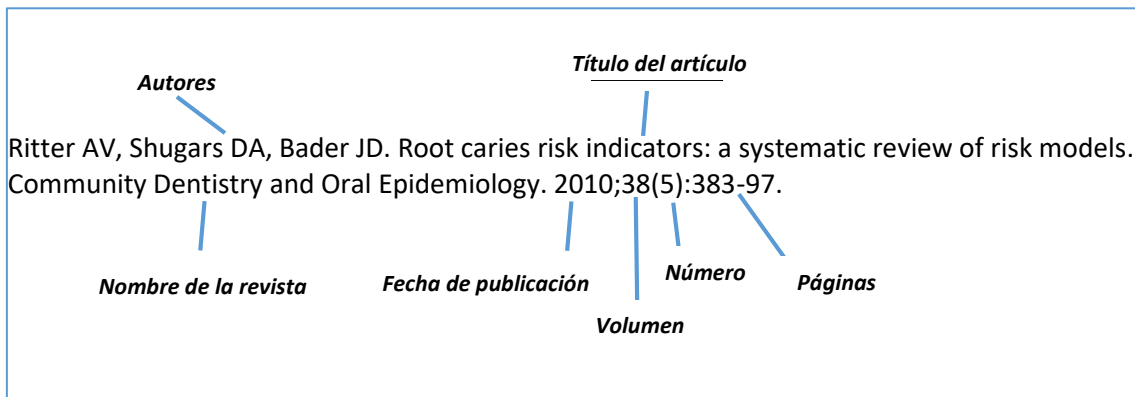 Título del artículo
Autores
Ritter AV, Shugars DA, Bader JD. Root caries risk indicators: a systematic review of risk models.
Community Dentistry and Oral Epidemiology. 2010;38(5):383-97.
Nombre de la revista
Fecha de publicación
Número
Páginas
Volumen